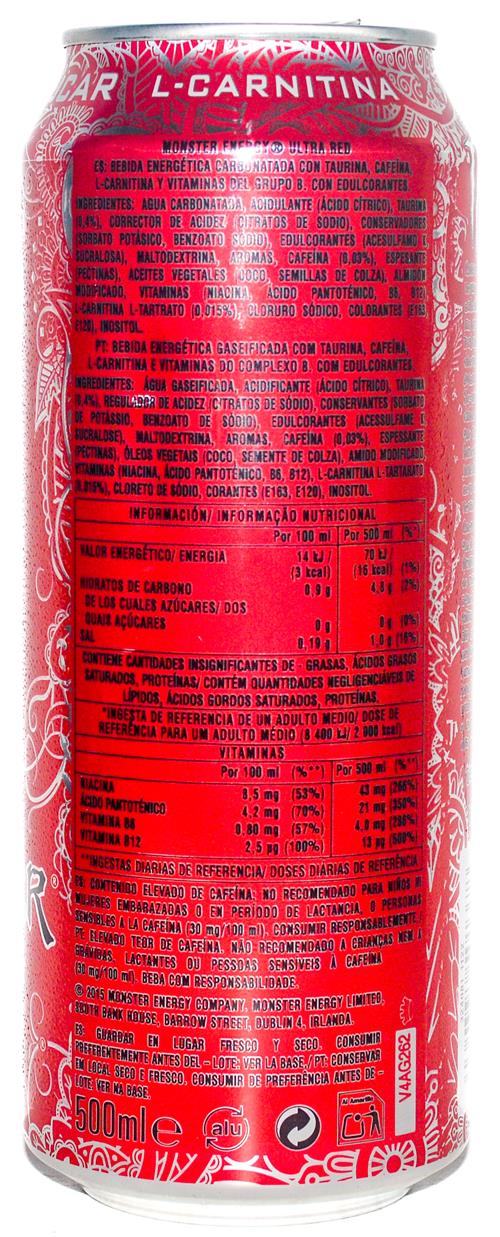 CAR L-CARNITINA
MONSTER ENERGY® ULTRA RED
ES: BEBIDA ENERGÉTICA CARBONATADA CON TAURINA, CAFEÍNA,
L-CARNITINA Y VITAMINAS DEL GRUPO B. CON EDULCORANTES.
INGREDIENTES: AGUA CARBONATADA, ACIDULANTE (ÁCIDO CÍTRICO), TAURINA
(0,4%), CORRECTOR DE ACIDEZ (CITRATOS DE SODIO), CONSERVADORES
(SORBATO POTÁSICO, BENZOATO SÓDIO), EDULCORANTES (ACESULFAMO K,
SUCRALOSA), MALTODEXTRINA, AROMAS, CAFEÍNA (0,03%), ESPESANTE
(PECTINAS), ACEITES VEGETALES (COCO, SEMILLAS DE COLZA), ALMIDÓN
MODIFICADO, VITAMINAS (NIACINA, ÁCIDO PANTOTÉNICO, B6, B12),
L-CARNITINA L-TARTRATO (0,015%), CLORURO SÓDICO, COLORANTES (E163,
E120), INOSITOL.
PT: BEBIDA ENERGÉTICA GASEIFICADA COM TAURINA, CAFEÍNA,
L-CARNITINA E VITAMINAS DO COMPLEXO B. COM EDULCORANTES.
INGREDIENTES: ÁGUA GASEIFICADA, ACIDIFICANTE (ÁCIDO CÍTRICO), TAURINA
(0,4%), REGULADOR DE ACIDEZ (CITRATOS DE SÓDIO), CONSERVANTES (SORBATO
DE POTÁSSIO, BENZOATO DE SÓDIO), EDULCORANTES (ACESSULFAME K,
SUCRALOSE), MALTODEXTRINA, AROMAS, CAFEÍNA (0,03%), ESPESSANTE
(PECTINAS), ÓLEOS VEGETAIS (COCO, SEMENTE DE COLZA), AMIDO MODIFICADO,
VITAMINAS (NIACINA, ÁCIDO PANTOTÉNICO, B6, B12), L-CARNITINA L-TARTARATO
(0,015%), CLORETO DE SÓDIO, CORANTES (E163, E120), INOSITOL.
INFORMACIÓN/ INFORMAÇÃO NUTRICIONAL
Por 100 ml Por 500 ml (%*)
VALOR ENERGÉTICO/ ENERGIA 14 kJ / 70 kJ /
(3 kcal) (16 kcal) (1%)
HIDRATOS DE CARBONO 0,9 g 4,8 g (2%)
DE LOS CUALES AZÚCARES/ DOS
QUAIS AÇÚCARES 0 g 0 g (0%)
SAL 0,19 g 1,0 g (16%)
CONTIENE CANTIDADES INSIGNIFICANTES DE - GRASAS, ÁCIDOS GRASOS
SATURADOS, PROTEÍNAS/ CONTÉM QUANTIDADES NEGLIGENCIÁVEIS DE
LÍPIDOS, ÁCIDOS GORDOS SATURADOS, PROTEÍNAS.
*INGESTA DE REFERENCIA DE UN ADULTO MEDIO/ DOSE DE
REFERÊNCIA PARA UM ADULTO MÉDIO (8 400 kJ/ 2 000 kcal)
VITAMINAS
Por 100 ml (%**) Por 500 ml (%**)
NIACINA 8,5 mg (53%) 43 mg (266%)
ÁCIDO PANTOTÉNICO 4,2 mg (70%) 21 mg (350%)
VITAMINA B6 0,80 mg (57%) 4,0 mg (286%)
VITAMINA B12 2,5 µg (100%) 13 µg (500%)
**INGESTAS DIÁRIAS DE REFERENCIA/ DOSES DIÁRIAS DE REFERÊNCIA
ES: CONTENIDO ELEVADO DE CAFEÍNA: NO RECOMENDADO PARA NIÑOS NI
MUJERES EMBARAZADAS O EN PERÍODO DE LACTANCIA, O PERSONAS
SENSIBLES A LA CAFEÍNA (30 mg/100 ml). CONSUMIR RESPONSABLEMENTE./
PT: ELEVADO TEOR DE CAFEÍNA. NÃO RECOMENDADO A CRIANÇAS NEM A
GRÁVIDAS, LACTANTES OU PESSOAS SENSÍVEIS À CAFEÍNA
(30 mg/100 ml). BEBA COM RESPONSABILIDADE.
© 2015 MONSTER ENERGY COMPANY. MONSTER ENERGY LIMITED,
SOUTH BANK HOUSE, BARROW STREET, DUBLIN 4, IRLANDA.
ES: GUARDAR EN LUGAR FRESCO Y SECO. CONSUMIR
PREFERENTEMENTE ANTES DEL - LOTE: VER LA BASE./PT: CONSERVAR
EM LOCAL SECO E FRESCO. CONSUMIR DE PREFERÊNCIA ANTES DE -
LOTE: VER NA BASE.
500ml e
alu
Al Amarillo
V4AG262
R®